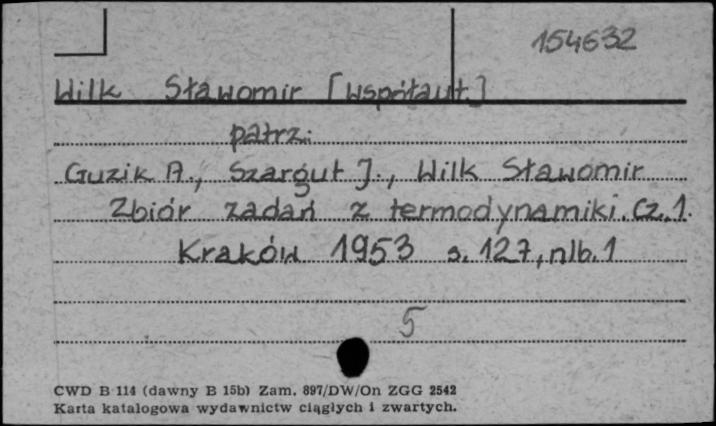 154632
Wilk Sławomir [współaut.]
patrz:
Guzik A., Szargut J., Wilk Sławomir
Zbiór zadań z termodynamiki. Cz. 1.
Kraków 1953 s. 127, nlb. 1
5
CWD B 114 (dawny B 15b) Zam. 897/DW/On ZGG 2542
Karta katalogowa wydawnictw ciągłych i zwartych.